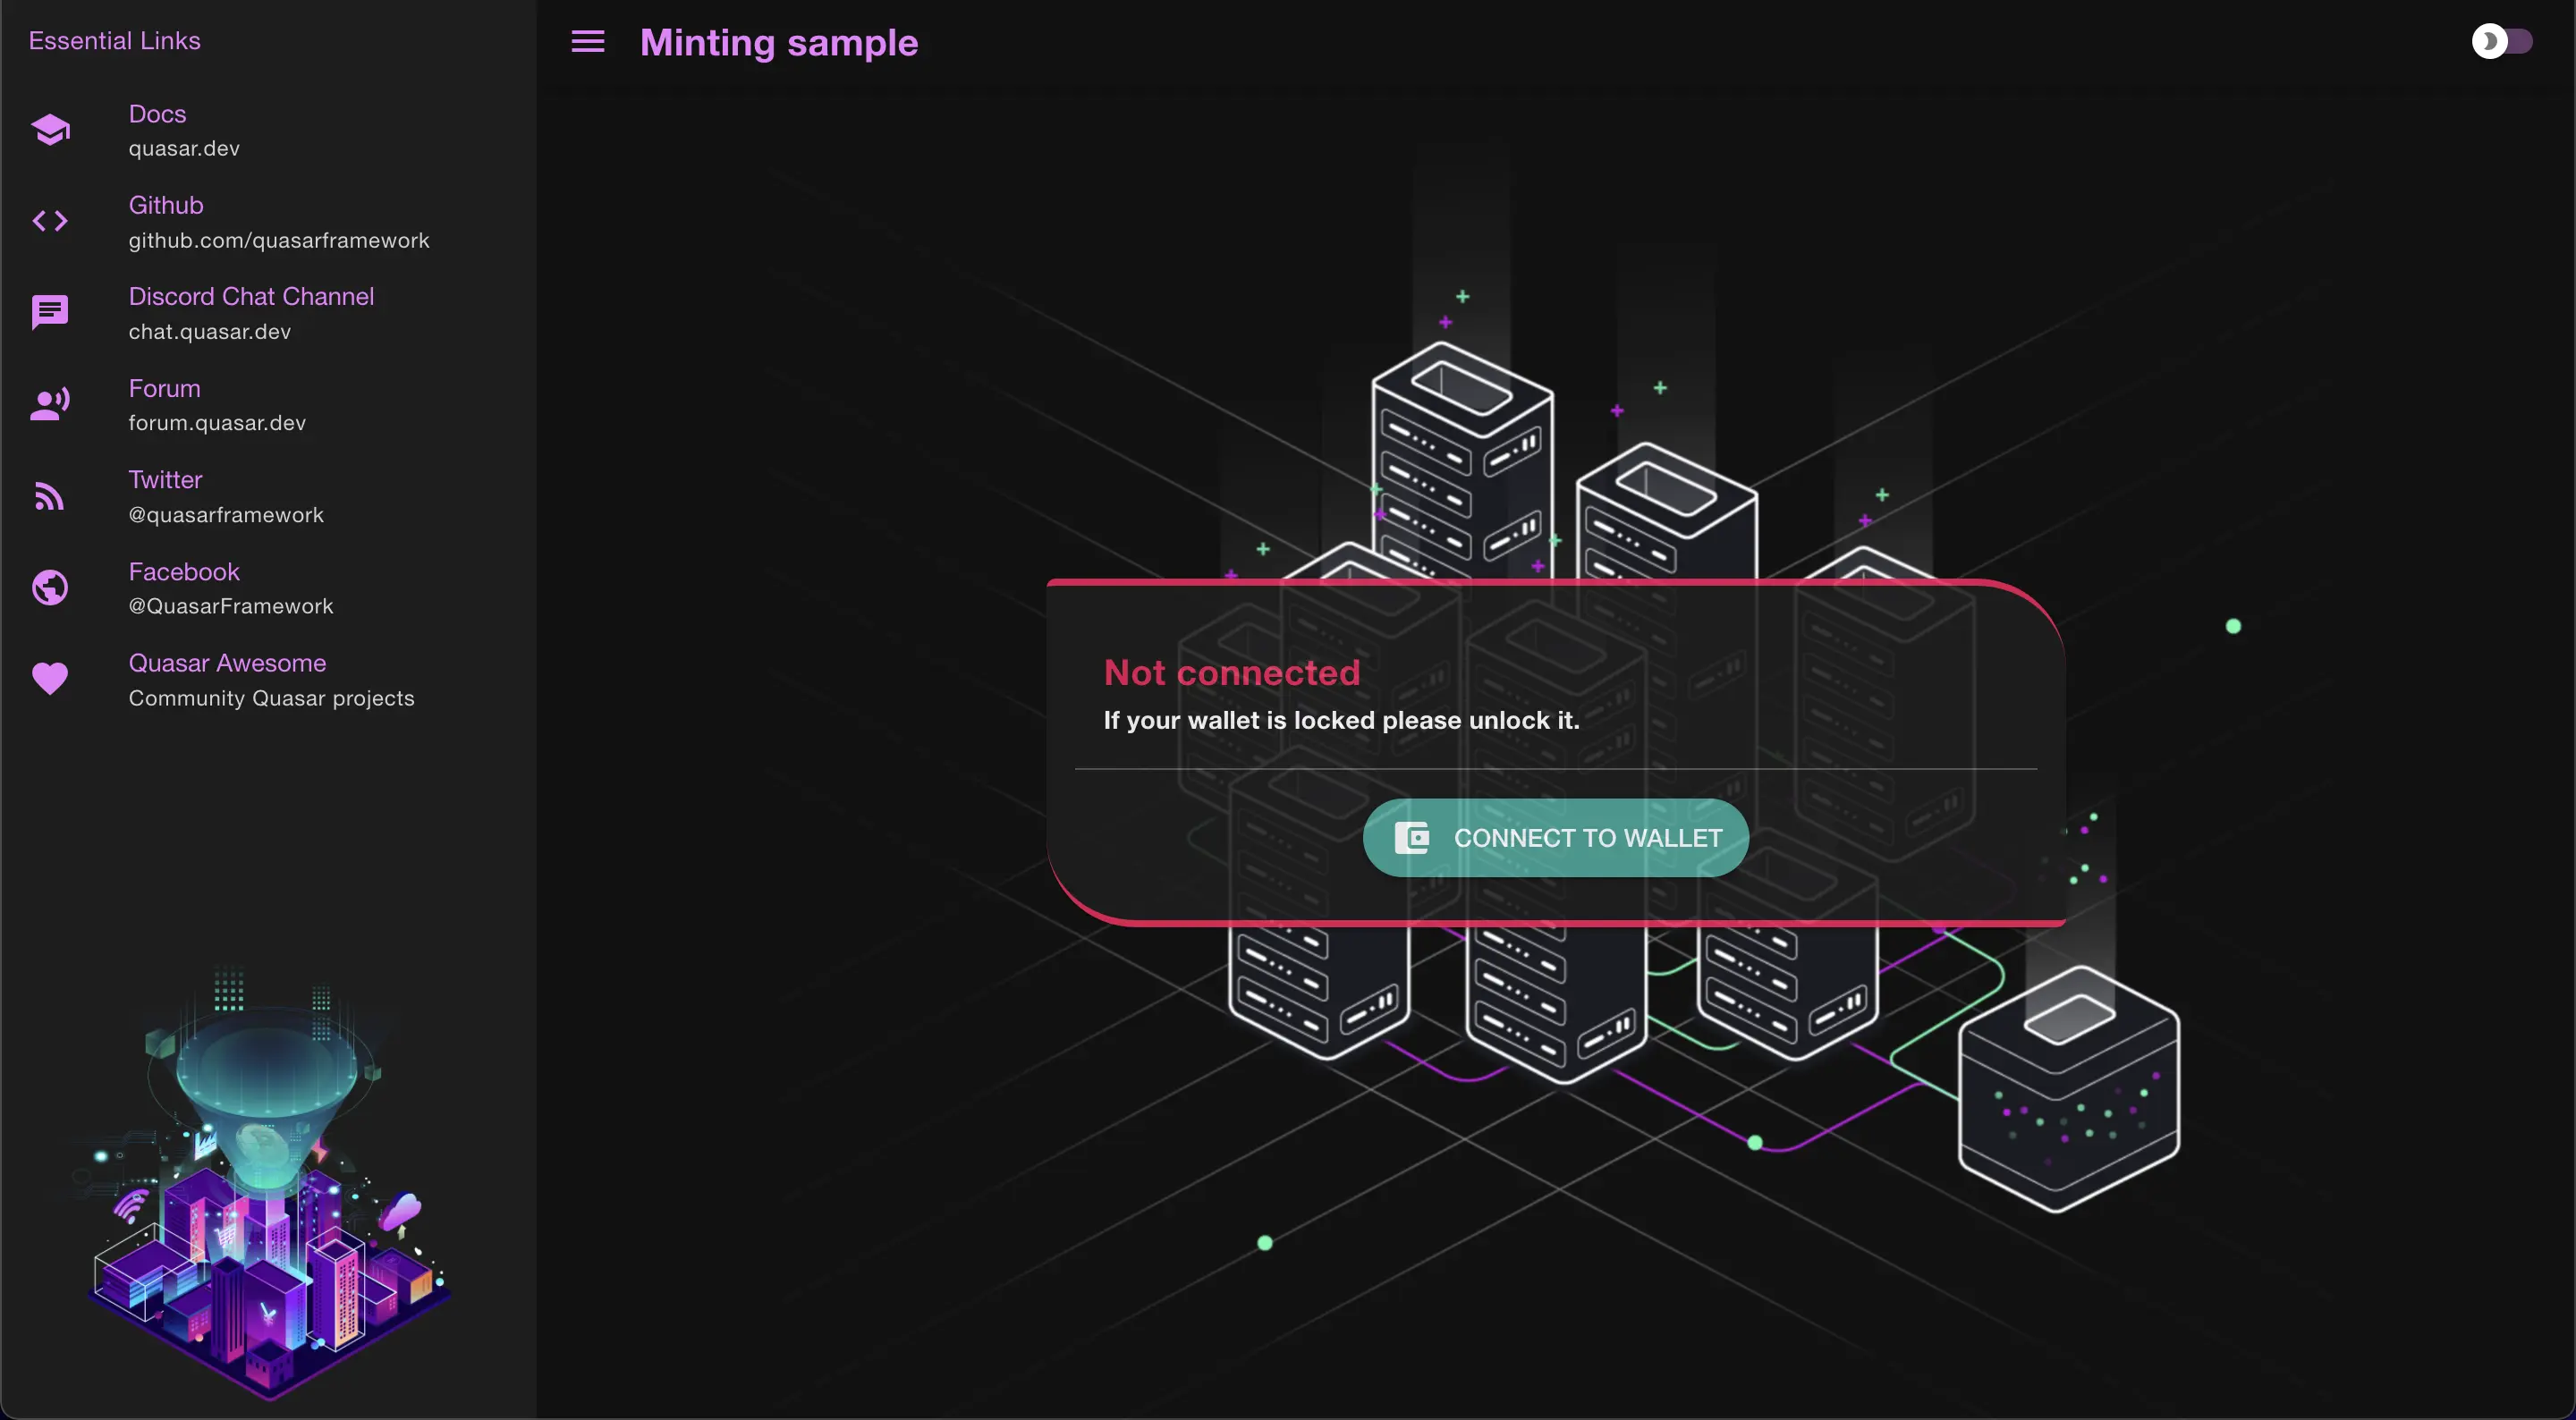 Essential Links
Docs
quasar.dev
Github
github.com/quasarframework
Discord Chat Channel
chat.quasar.dev
Forum
forum.quasar.dev
Twitter
@quasarframework
Facebook
@QuasarFramework
Quasar Awesome
Community Quasar projects
Minting sample
Not connected
If your wallet is locked please unlock it.
CONNECT TO WALLET